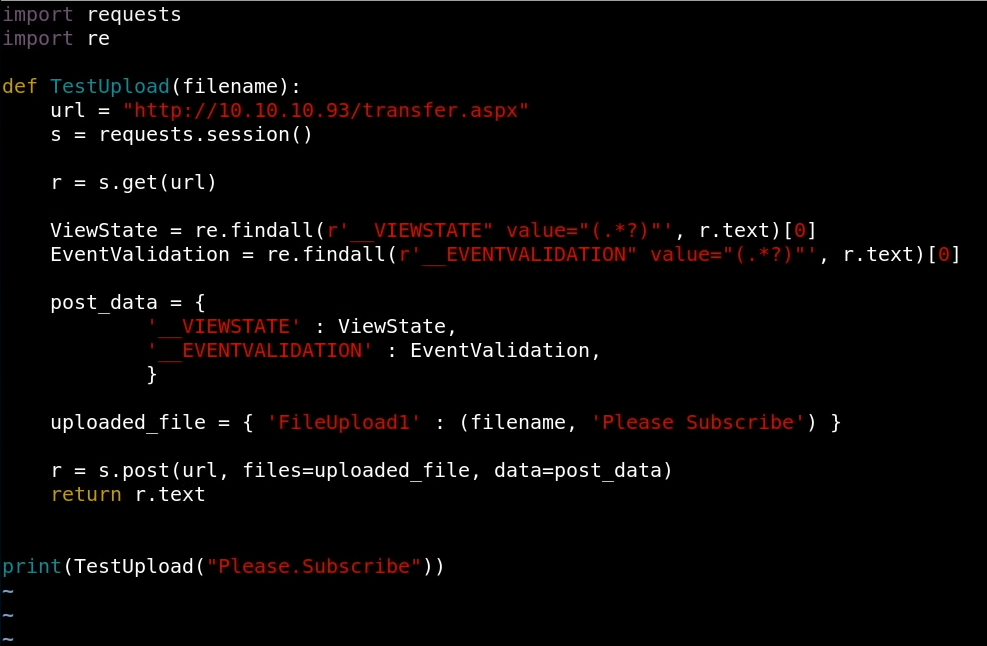 import requests
import re
def TestUpload(filename):
    url = "http://10.10.10.93/transfer.aspx"
    s = requests.session()
    r = s.get(url)
    ViewState = re.findall(r'__VIEWSTATE" value="(.*?)"', r.text)[0]
    EventValidation = re.findall(r'__EVENTVALIDATION" value="(.*?)"', r.text)[0]
    post_data = {
            '__VIEWSTATE' : ViewState,
            '__EVENTVALIDATION' : EventValidation,
            }
    uploaded_file = { 'FileUpload1' : (filename, 'Please Subscribe') }
    r = s.post(url, files=uploaded_file, data=post_data)
    return r.text
print(TestUpload("Please.Subscribe"))
~
~
~